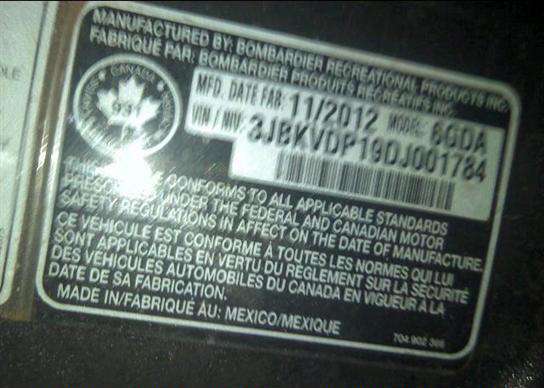 MANUFACTURED BY: BOMBARDIER RECREATIONAL PRODUCTS INC.
FABRIQUÉ PAR: BOMBARDIER PRODUITS RÉCRÉATIFS INC.
CANADA
MFD. DATE FAB: 11/2012 MODEL: 6GDA
VIN / NIV: 3JBKVDP19DJ001784
CONFORMS TO ALL APPLICABLE STANDARDS
UNDER THE FEDERAL AND CANADIAN MOTOR
SAFETY REGULATIONS IN AFFECT ON THE DATE OF MANUFACTURE.
CE VÉHICULE EST CONFORME À TOUTES LES NORMES QUI LUI
SONT APPLICABLES EN VERTU DU RÈGLEMENT SUR LA SÉCURITÉ
DES VÉHICULES AUTOMOBILES DU CANADA EN VIGUEUR À LA
DATE DE SA FABRICATION.
MADE IN/FABRIQUÉ AU: MEXICO/MEXIQUE
704 902 366